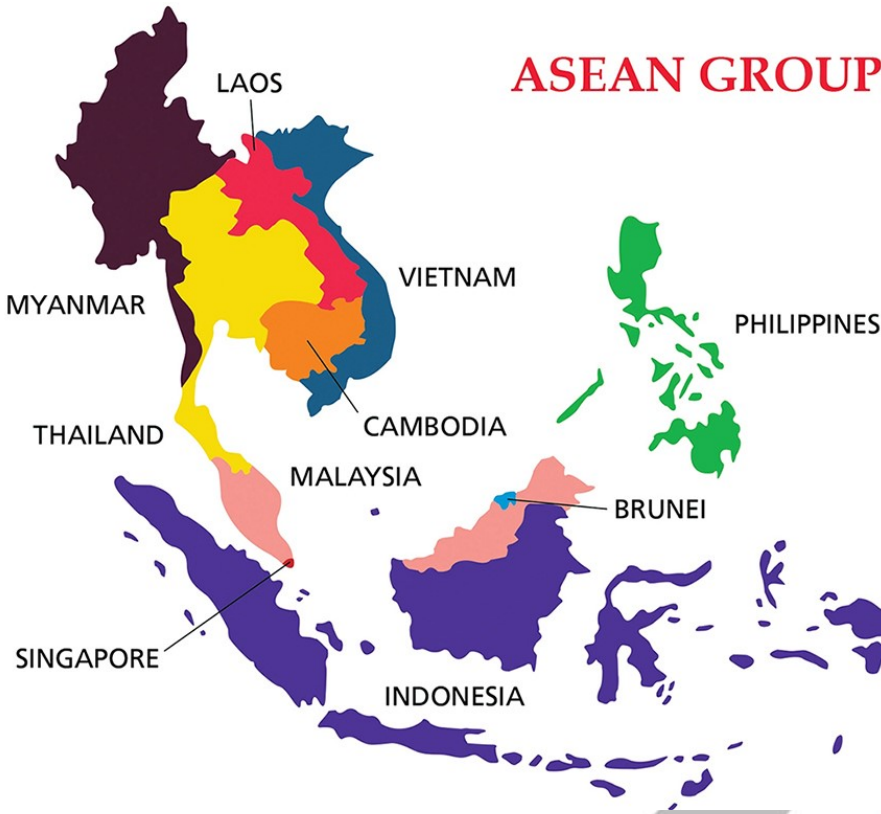 ASEAN GROUP
LAOS
VIETNAM
MYANMAR
PHILIPPINES
CAMBODIA
THAILAND
MALAYSIA
BRUNEI
SINGAPORE
INDONESIA